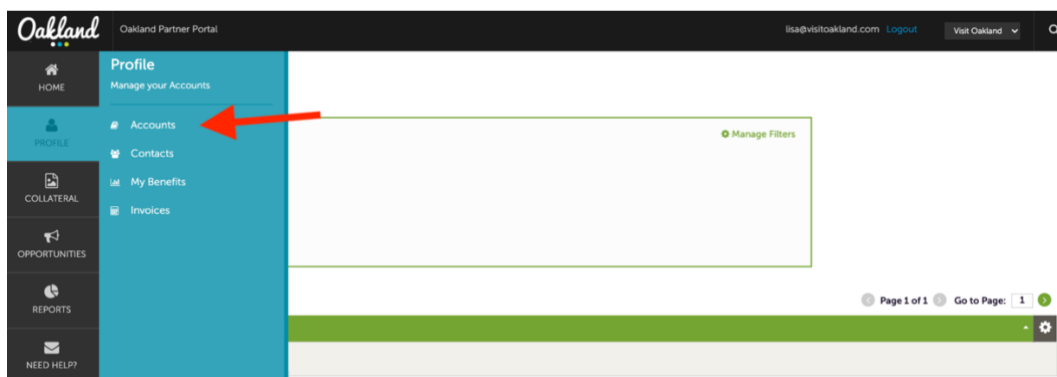 Oakland
Oakland Partner Portal
lisa@visitoakland.com Logout
Visit Oakland
HOME
PROFILE
COLLATERAL
OPPORTUNITIES
REPORTS
NEED HELP?
Profile
Manage your Accounts
Accounts
Contacts
My Benefits
Invoices
Manage Filters
Page 1 of 1 Go to Page: 1